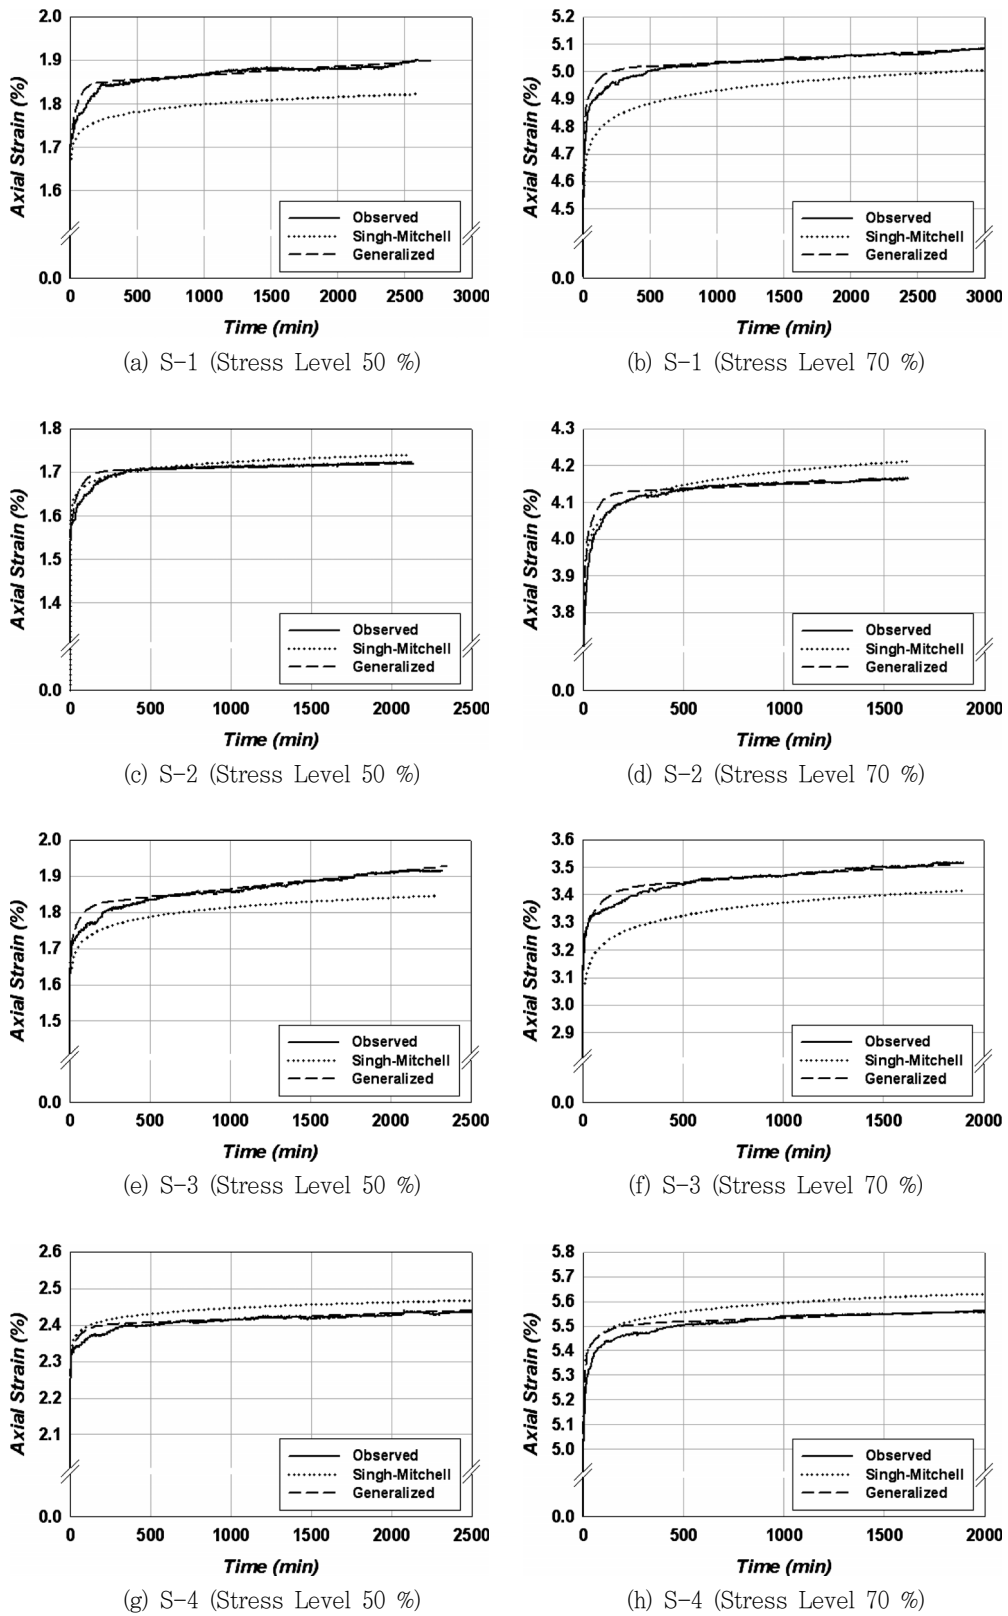 2.0
1.9
1.8
1.7
1.6
0.0
Axial Strain (%)
Observed
Singh-Mitchell
Generalized
0 500 1000 1500 2000 2500 3000
Time (min)
(a) S-1 (Stress Level 50 %)
5.2
5.1
5.0
4.9
4.8
4.7
4.6
4.5
0.0
Axial Strain (%)
Observed
Singh-Mitchell
Generalized
0 500 1000 1500 2000 2500 3000
Time (min)
(b) S-1 (Stress Level 70 %)
1.8
1.7
1.6
1.5
1.4
0.0
Axial Strain (%)
Observed
Singh-Mitchell
Generalized
0 500 1000 1500 2000 2500
Time (min)
(c) S-2 (Stress Level 50 %)
4.3
4.2
4.1
4.0
3.9
3.8
0.0
Axial Strain (%)
Observed
Singh-Mitchell
Generalized
0 500 1000 1500 2000
Time (min)
(d) S-2 (Stress Level 70 %)
2.0
1.9
1.8
1.7
1.6
1.5
0.0
Axial Strain (%)
Observed
Singh-Mitchell
Generalized
0 500 1000 1500 2000 2500
Time (min)
(e) S-3 (Stress Level 50 %)
3.6
3.5
3.4
3.3
3.2
3.1
3.0
2.9
0.0
Axial Strain (%)
Observed
Singh-Mitchell
Generalized
0 500 1000 1500 2000
Time (min)
(f) S-3 (Stress Level 70 %)
2.6
2.5
2.4
2.3
2.2
2.1
0.0
Axial Strain (%)
Observed
Singh-Mitchell
Generalized
0 500 1000 1500 2000 2500
Time (min)
(g) S-4 (Stress Level 50 %)
5.8
5.7
5.6
5.5
5.4
5.3
5.2
5.1
5.0
0.0
Axial Strain (%)
Observed
Singh-Mitchell
Generalized
0 500 1000 1500 2000
Time (min)
(h) S-4 (Stress Level 70 %)